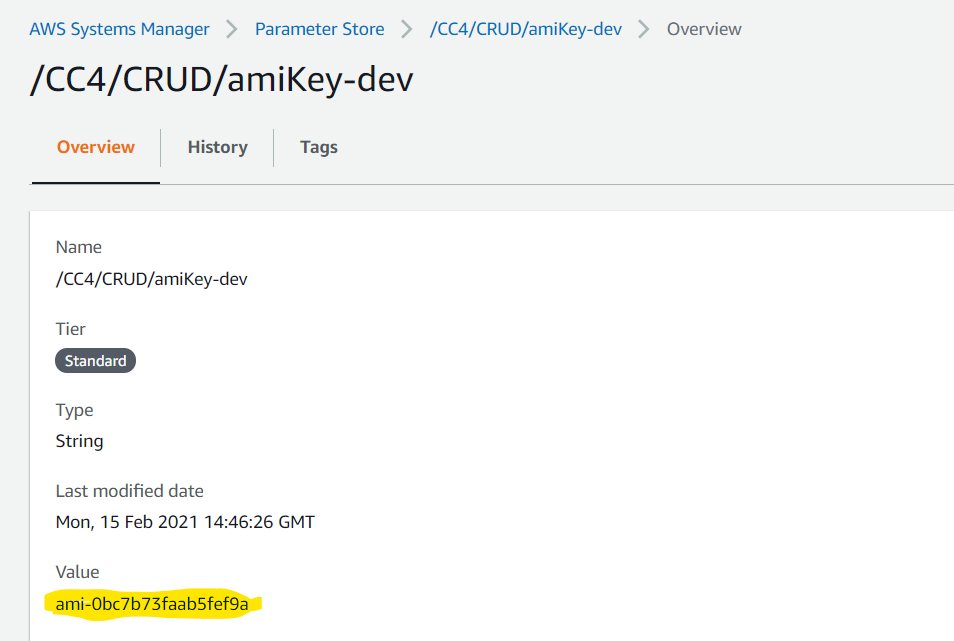 AWS Systems Manager > Parameter Store > /CC4/CRUD/amiKey-dev > Overview
/CC4/CRUD/amiKey-dev
Overview History Tags
Name
/CC4/CRUD/amiKey-dev
Tier
Standard
Type
String
Last modified date
Mon, 15 Feb 2021 14:46:26 GMT
Value
ami-0bc7b73faab5fef9a